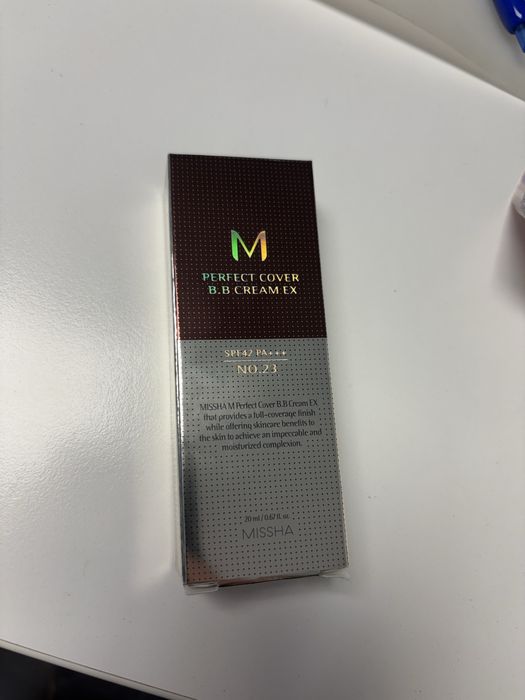 M
PERFECT COVER
B.B CREAM EX
SPF42 PA+++
NO.23
MISSHA M Perfect Cover B.B Cream EX
that provides a full-coverage finish
while offering skincare benefits to
the skin to achieve an impeccable and
moisturized complexion.
20 ml / 0.67 fl. oz.
MISSHA